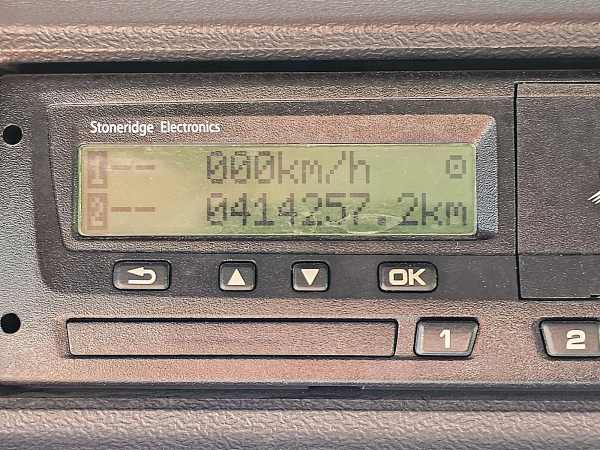 Stoneridge Electronics
1-- 000km/h
2-- 0414257.2km
OK
1
2